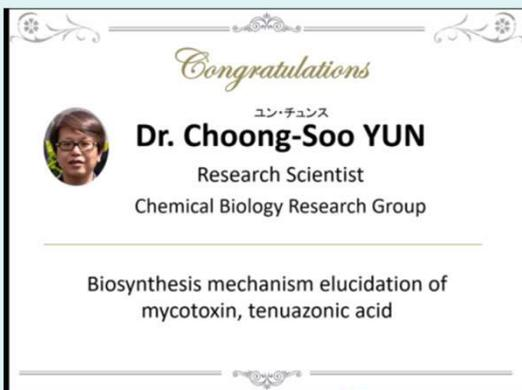 Congratulations
ユン・チュンス
Dr. Choong-Soo YUN
Research Scientist
Chemical Biology Research Group
Biosynthesis mechanism elucidation of
mycotoxin, tenuazonic acid